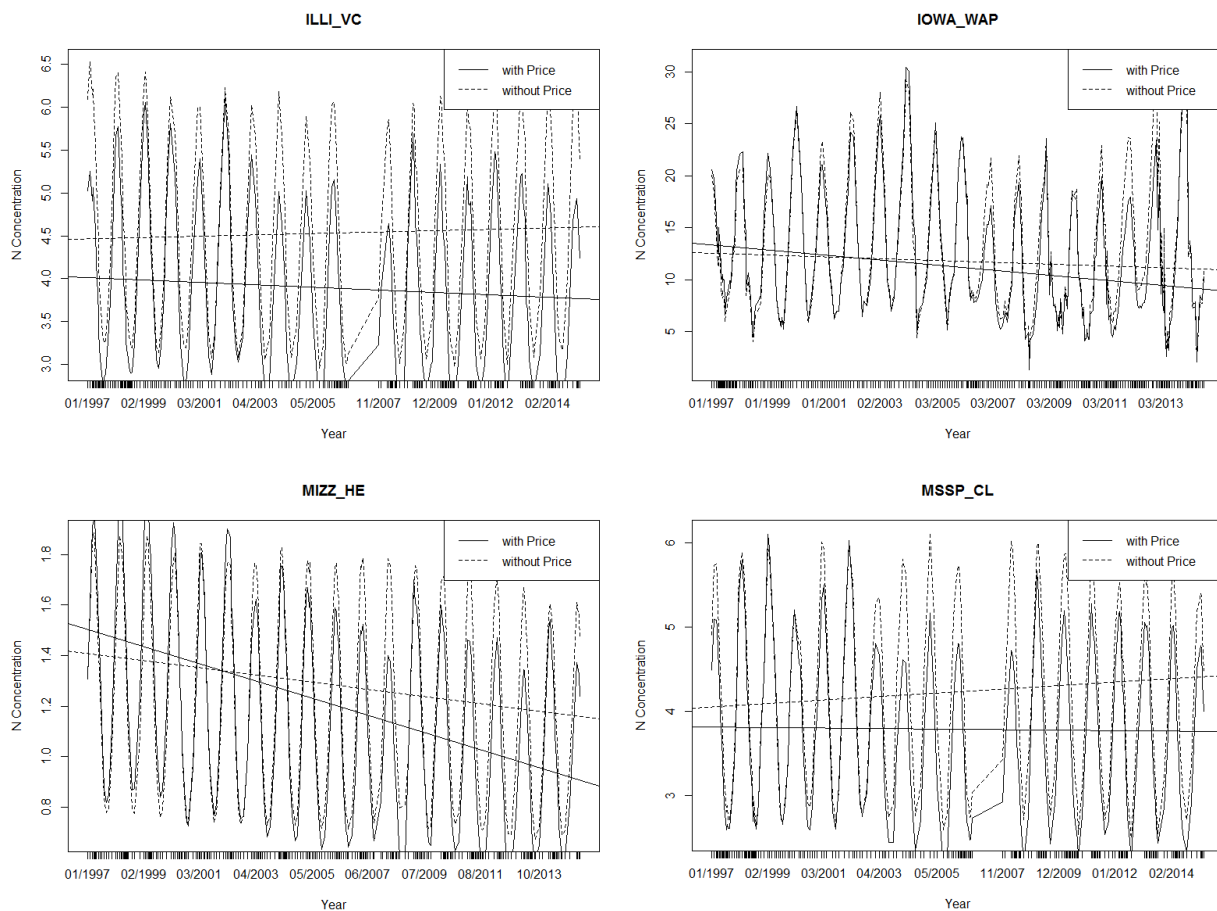 ILLI_VC
with Price
without Price
N Concentration
6.5
6.0
5.5
5.0
4.5
4.0
3.5
3.0
01/1997 02/1999 03/2001 04/2003 05/2005 11/2007 12/2009 01/2012 02/2014
Year
IOWA_WAP
with Price
without Price
N Concentration
30
25
20
15
10
5
01/1997 01/1999 01/2001 02/2003 03/2005 03/2007 03/2009 03/2011 03/2013
Year
MIZZ_HE
with Price
without Price
N Concentration
1.8
1.6
1.4
1.2
1.0
0.8
01/1997 02/1999 03/2001 04/2003 05/2005 06/2007 07/2009 08/2011 10/2013
Year
MSSP_CL
with Price
without Price
N Concentration
6
5
4
3
01/1997 02/1999 03/2001 04/2003 05/2005 11/2007 12/2009 01/2012 02/2014
Year